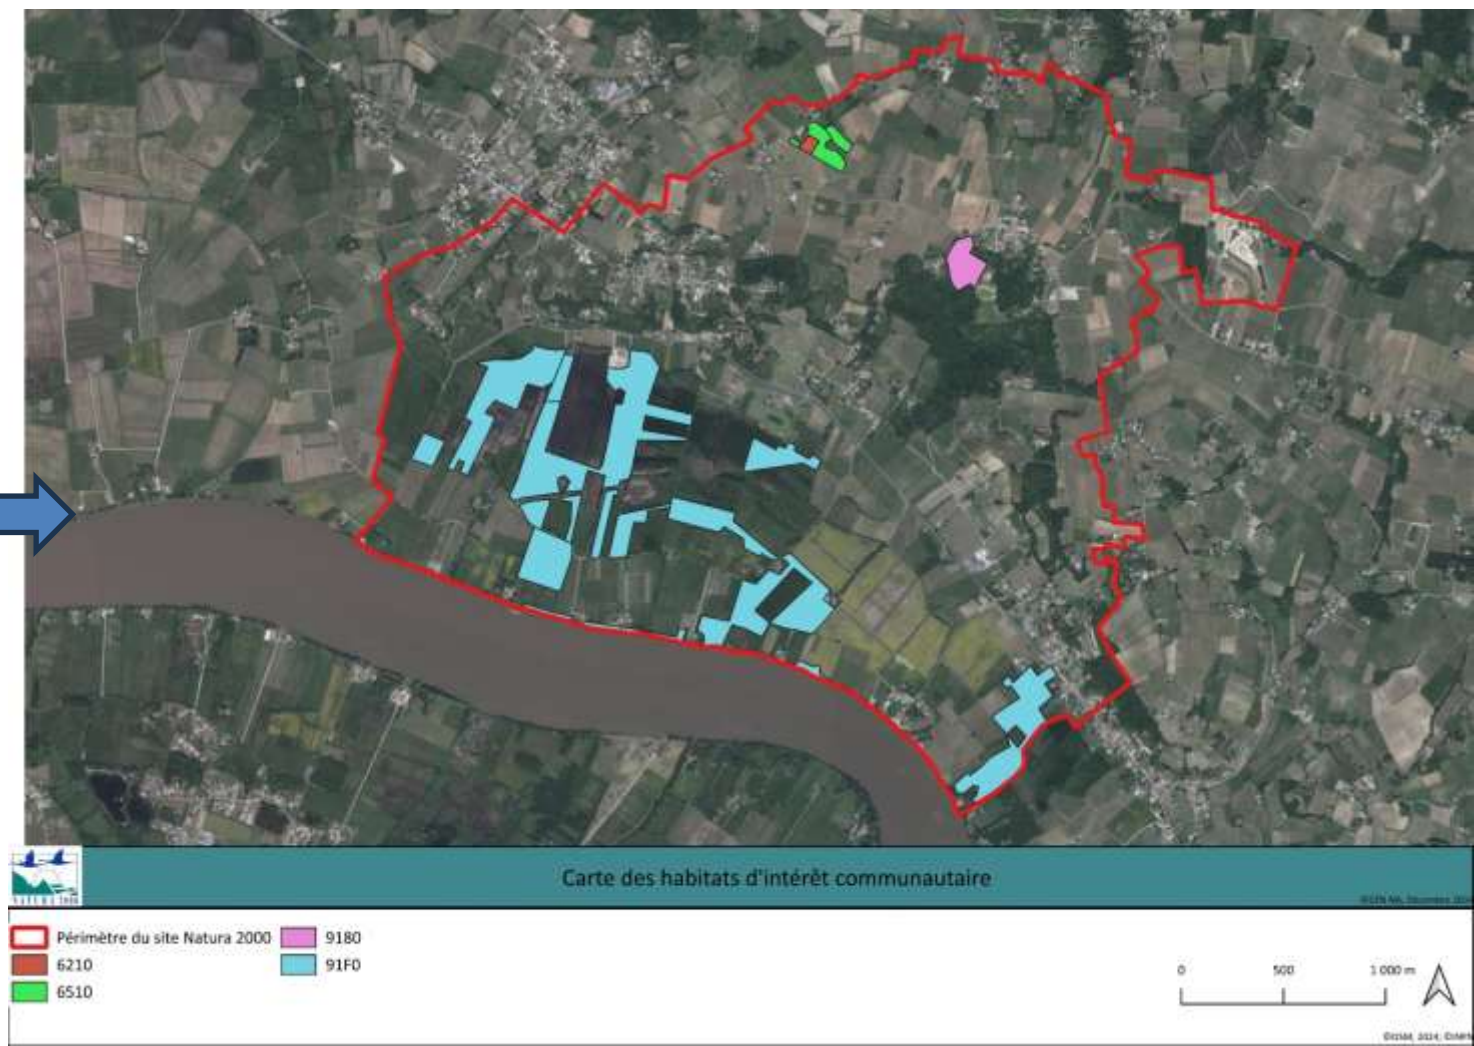 Carte des habitats d'intérêt communautaire
Périmètre du site Natura 2000
9180
6210
91F0
6510
0 500 1 000 m